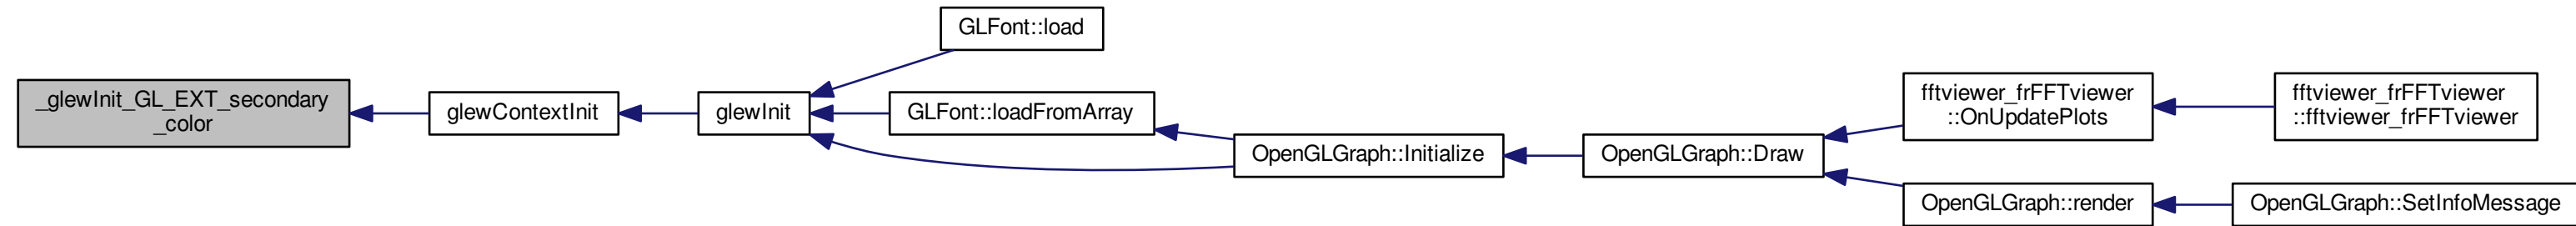 _glewInit_GL_EXT_secondary
_color
glewContextInit
glewInit
GLFont::load
GLFont::loadFromArray
OpenGLGraph::Initialize
OpenGLGraph::Draw
fftviewer_frFFTviewer
::OnUpdatePlots
OpenGLGraph::render
fftviewer_frFFTviewer
::fftviewer_frFFTviewer
OpenGLGraph::SetInfoMessage